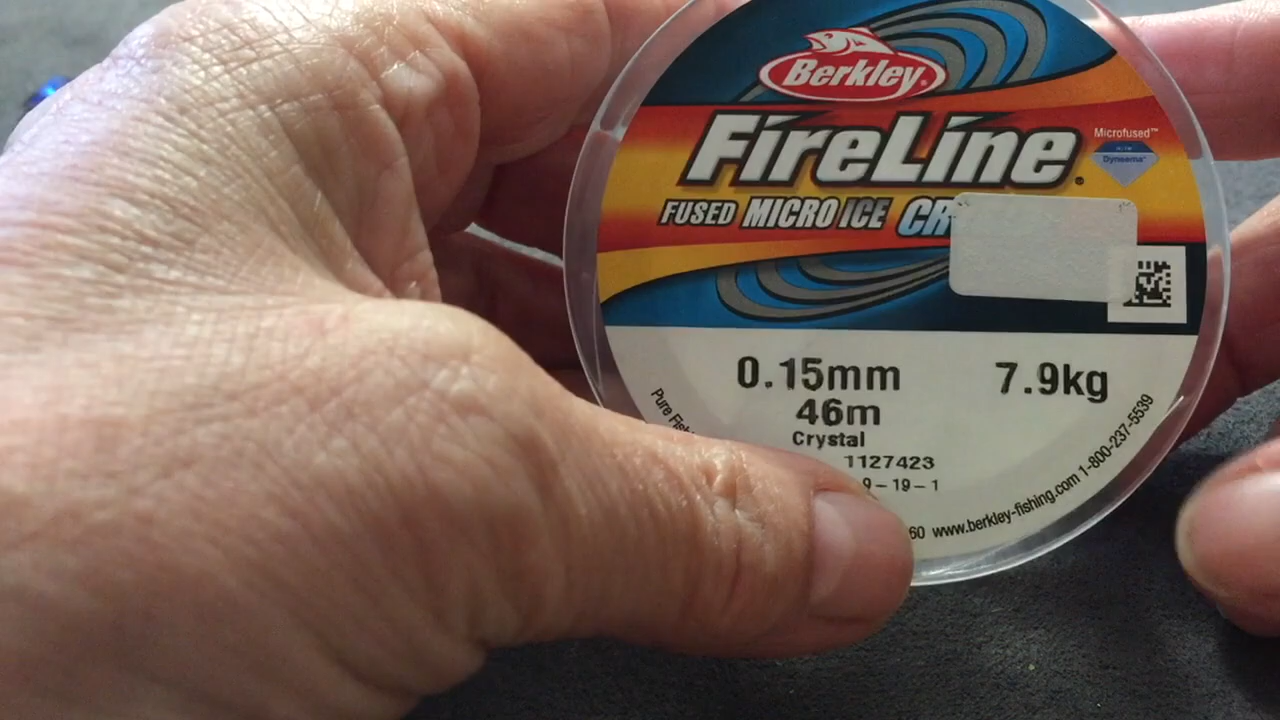 Berkley
FireLine
Microfused™
WITH
Dyneema
FUSED MICRO ICE CR
0.15mm 7.9kg
46m
Crystal
1127423
9-19-1
Pure
60 www.berkley-fishing.com 1-800-237-5539